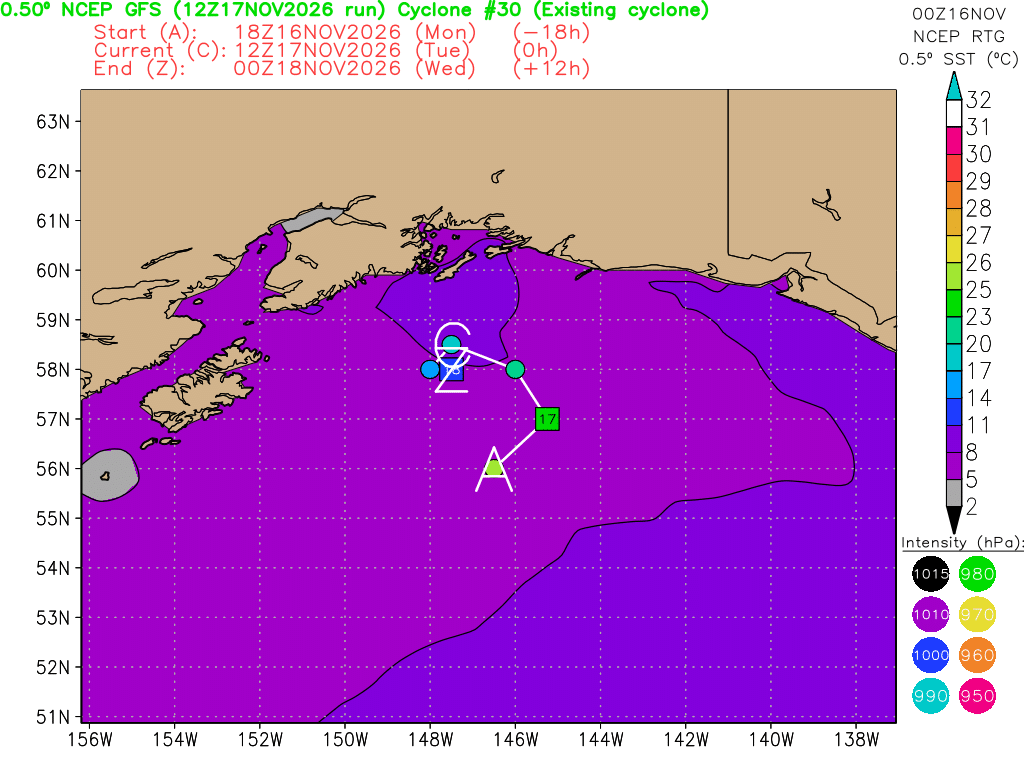 0.50º NCEP GFS (12Z17NOV2026 run) Cyclone #30 (Existing cyclone)
Start (A): 18Z16NOV2026 (Mon) (−18h)
Current (C): 12Z17NOV2026 (Tue) (0h)
End (Z): 00Z18NOV2026 (Wed) (+12h)
00Z16NOV
NCEP RTG
0.5º SST (ºC)
32
31
30
29
28
27
26
25
23
20
17
14
11
8
5
2
Intensity (hPa):
1015 980
1010 970
1000 960
990 950
63N
62N
61N
60N
59N
58N
57N
56N
55N
54N
53N
52N
51N
C
Z
17
A
156W 154W 152W 150W 148W 146W 144W 142W 140W 138W